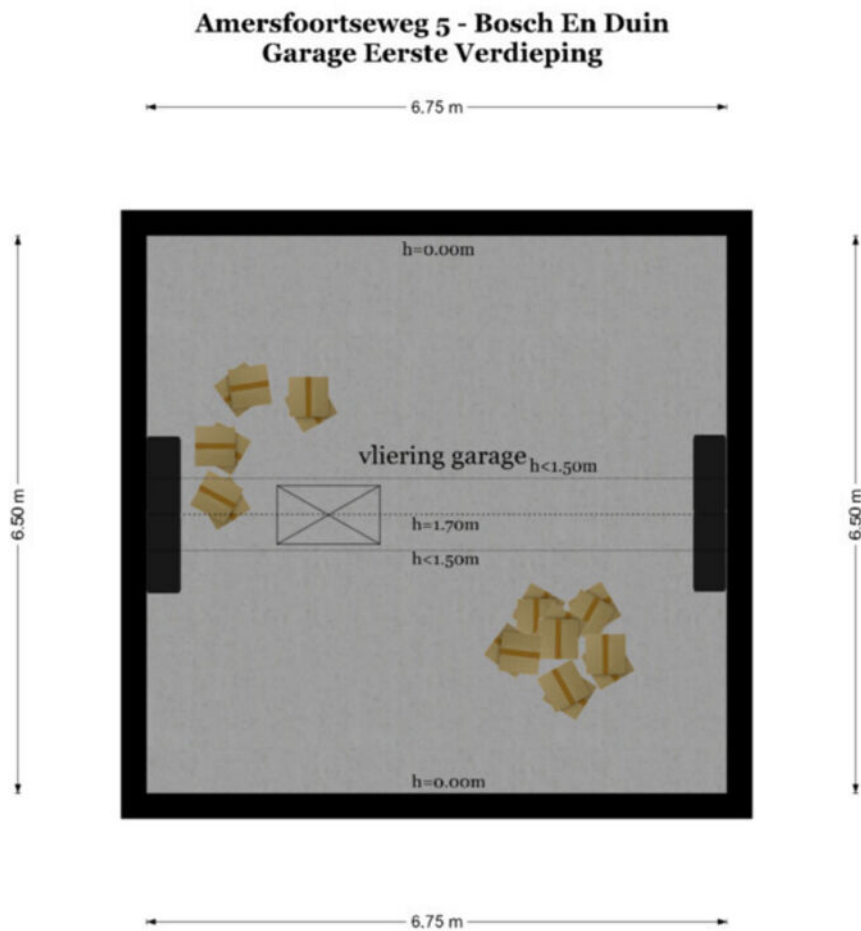 Amersfoortseweg 5 - Bosch En Duin
Garage Eerste Verdieping
6.75 m
h=0.00m
vliering garage
h<1.50m
6.50 m
6.50 m
h=1.70m
h<1.50m
h=0.00m
6.75 m